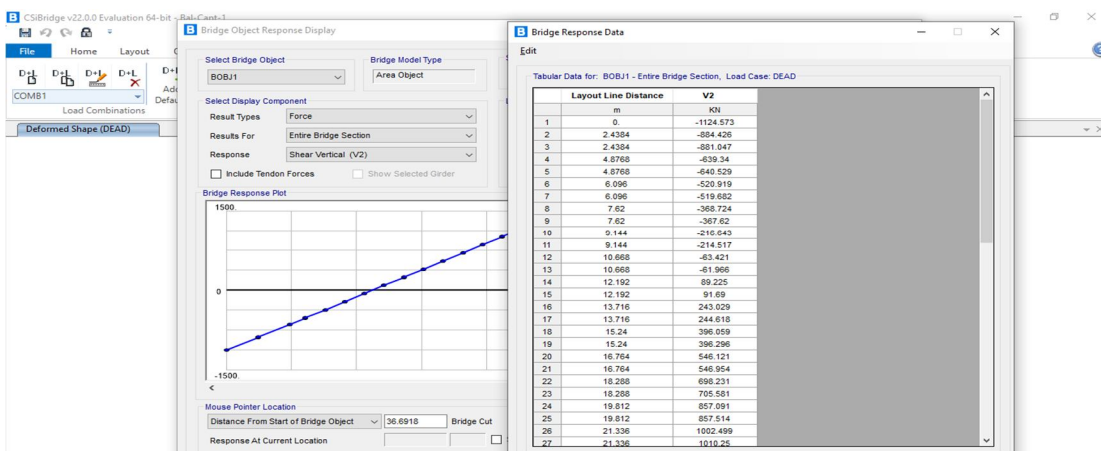 CSiBridge v22.0.0 Evaluation 64-bit - Bal-Cant-1
File Home Layout
D+L D+L D+L D+L
COMB1
Load Combinations
Deformed Shape (DEAD)
Bridge Object Response Display
Select Bridge Object
BOBJ1
Bridge Model Type
Area Object
Select Display Component
Result Types Force
Results For Entire Bridge Section
Response Shear Vertical (V2)
Include Tendon Forces Show Selected Girder
Bridge Response Plot
1500.
0
-1500.
<
Mouse Pointer Location
Distance From Start of Bridge Object 36.6918 Bridge Cut
Response At Current Location
Bridge Response Data
Edit
Tabular Data for: BOBJ1 - Entire Bridge Section, Load Case: DEAD
Layout Line Distance V2
m KN
1 0. -1124.573
2 2.4384 -884.426
3 2.4384 -881.047
4 4.8768 -639.34
5 4.8768 -640.529
6 6.096 -520.919
7 6.096 -519.682
8 7.62 -368.724
9 7.62 -367.62
10 9.144 -216.643
11 9.144 -214.517
12 10.668 -63.421
13 10.668 -61.966
14 12.192 89.225
15 12.192 91.69
16 13.716 243.029
17 13.716 244.618
18 15.24 396.059
19 15.24 396.296
20 16.764 546.121
21 16.764 546.954
22 18.288 698.231
23 18.288 705.581
24 19.812 857.091
25 19.812 857.514
26 21.336 1002.499
27 21.336 1010.25